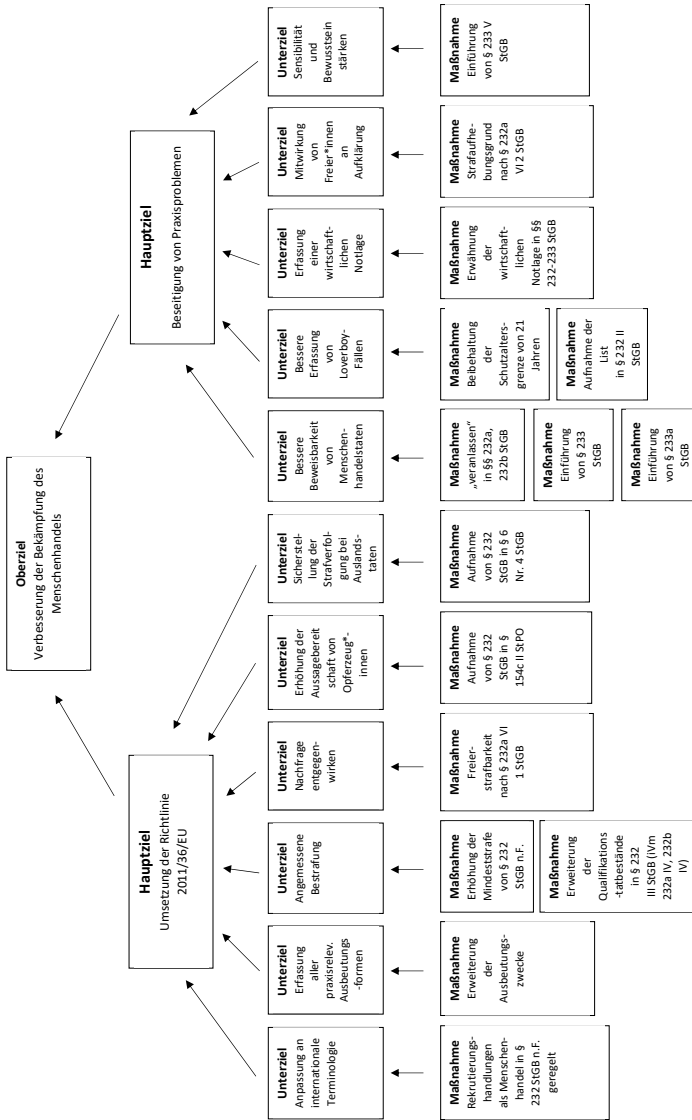 Oberziel
Verbesserung der Bekämpfung des
Menschenhandels
Hauptziel
Umsetzung der Richtlinie
2011/36/EU
Hauptziel
Beseitigung von Praxisproblemen
Unterziel
Anpassung an
internationale
Terminologie
Unterziel
Erfassung
aller
praxisrelev.
Ausbeutungs
-formen
Unterziel
Angemessene
Bestrafung
Unterziel
Nachfrage
entgegen-
wirken
Unterziel
Erhöhung der
Aussagebereit
schaft von
Opferzeug*-
innen
Unterziel
Sicherstel-
lung der
Strafverfol-
gung bei
Auslands-
taten
Unterziel
Bessere
Beweisbarkeit
von
Menschen-
handelstaten
Unterziel
Bessere
Erfassung
von
Loverboy-
Fällen
Unterziel
Erfassung
einer
wirtschaft-
lichen
Notlage
Unterziel
Mitwirkung
von
Freier*innen
an
Aufklärung
Unterziel
Sensibilität
und
Bewusstsein
stärken
Maßnahme
Rekrutierungs-
handlungen
als Menschen-
handel in §
232 StGB n.F.
geregelt
Maßnahme
Erweiterung
der
Ausbeutungs-
zwecke
Maßnahme
Erhöhung der
Mindeststrafe
von § 232
StGB n.F.
Maßnahme
Erweiterung
der
Qualifikations
-tatbestände
in § 232
III StGB (iVm
232a IV, 232b
IV)
Maßnahme
Freier-
strafbarkeit
nach § 232a VI
1 StGB
Maßnahme
Aufnahme
von § 232
StGB in §
154c II StPO
Maßnahme
Aufnahme
von § 232
StGB in § 6
Nr. 4 StGB
Maßnahme
„veranlassen“
in §§ 232a,
232b StGB
Maßnahme
Einführung
von § 233
StGB
Maßnahme
Einführung
von § 233a
StGB
Maßnahme
Beibehaltung
der
Schutzalters-
grenze von 21
Jahren
Maßnahme
Aufnahme der
List
in § 232 II
StGB
Maßnahme
Erwähnung
der
wirtschaft-
lichen
Notlage in §§
232-233 StGB
Maßnahme
Strafaufhe-
bungsgrund
nach § 232a
VI 2 StGB
Maßnahme
Einführung
von § 233 V
StGB